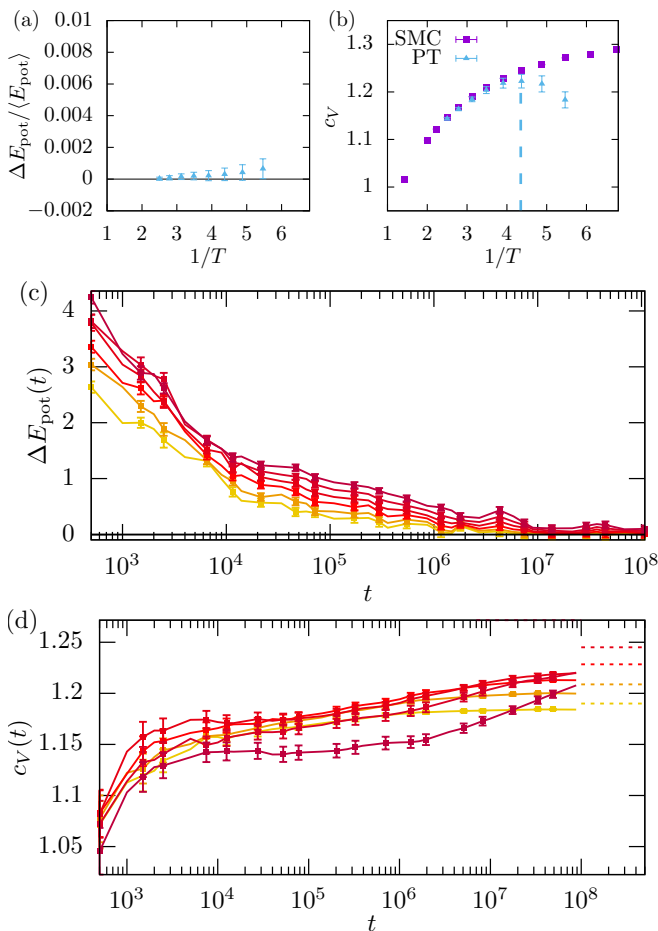 (a)
0.01
0.008
0.006
0.004
0.002
0
−0.002
ΔE_pot/⟨E_pot⟩
1 2 3 4 5 6
1/T
(b)
1.3
1.2
1.1
1
c_V
SMC
PT
1 2 3 4 5 6
1/T
(c)
4
3
2
1
0
ΔE_pot(t)
10^3 10^4 10^5 10^6 10^7 10^8
t
(d)
1.25
1.2
1.15
1.1
1.05
c_V(t)
10^3 10^4 10^5 10^6 10^7 10^8
t